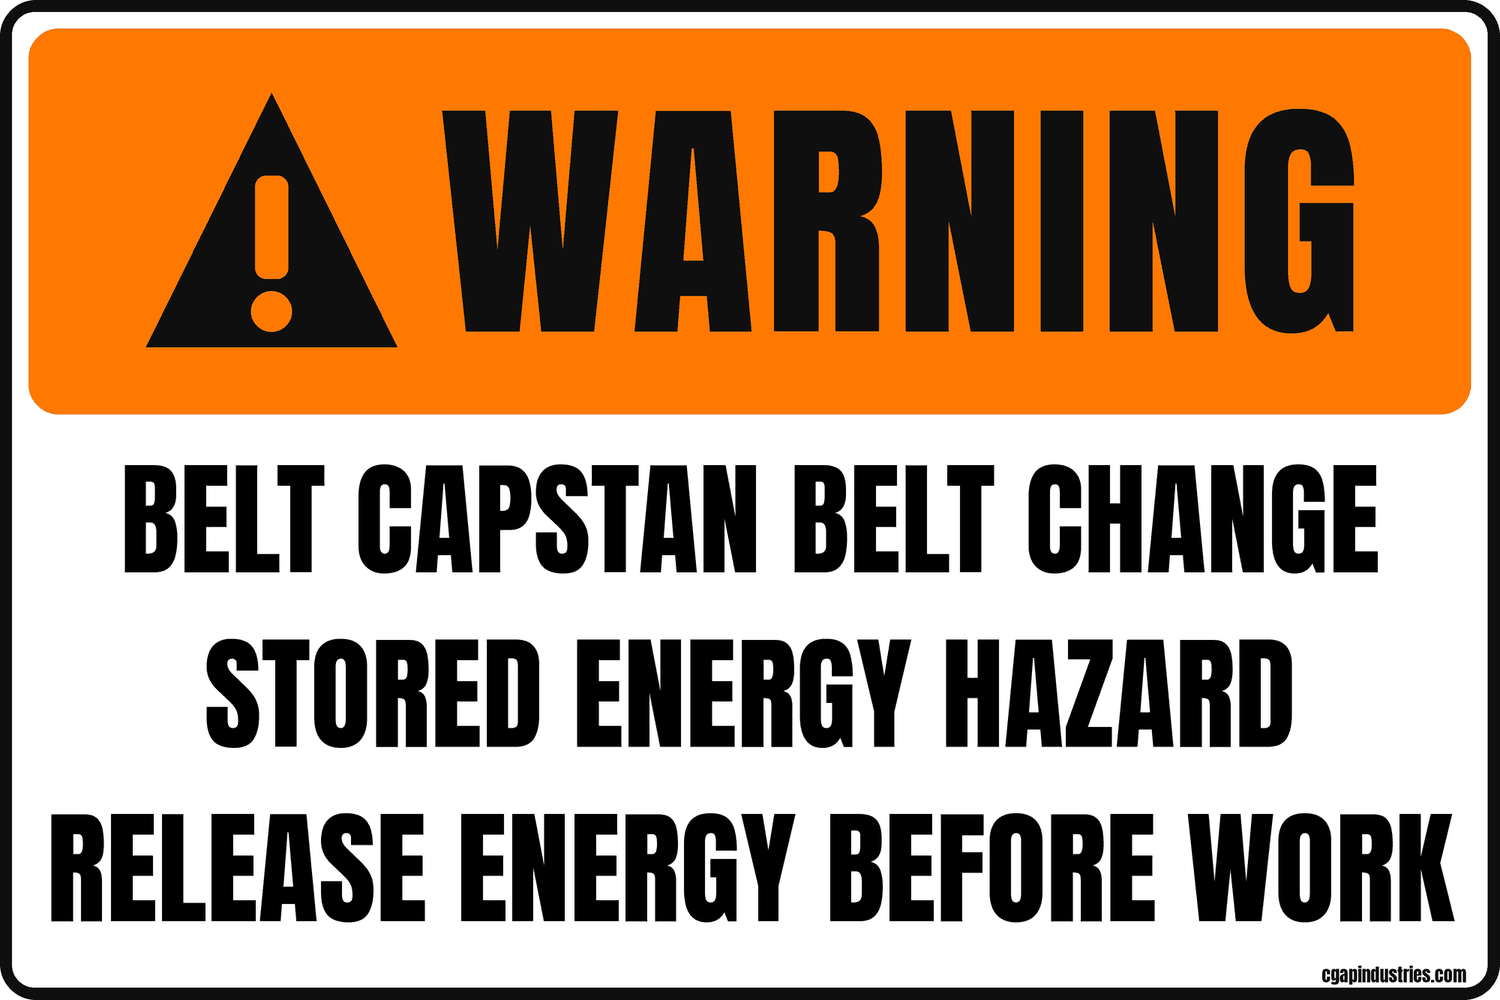 WARNING
BELT CAPSTAN BELT CHANGE
STORED ENERGY HAZARD
RELEASE ENERGY BEFORE WORK
cgapindustries.com